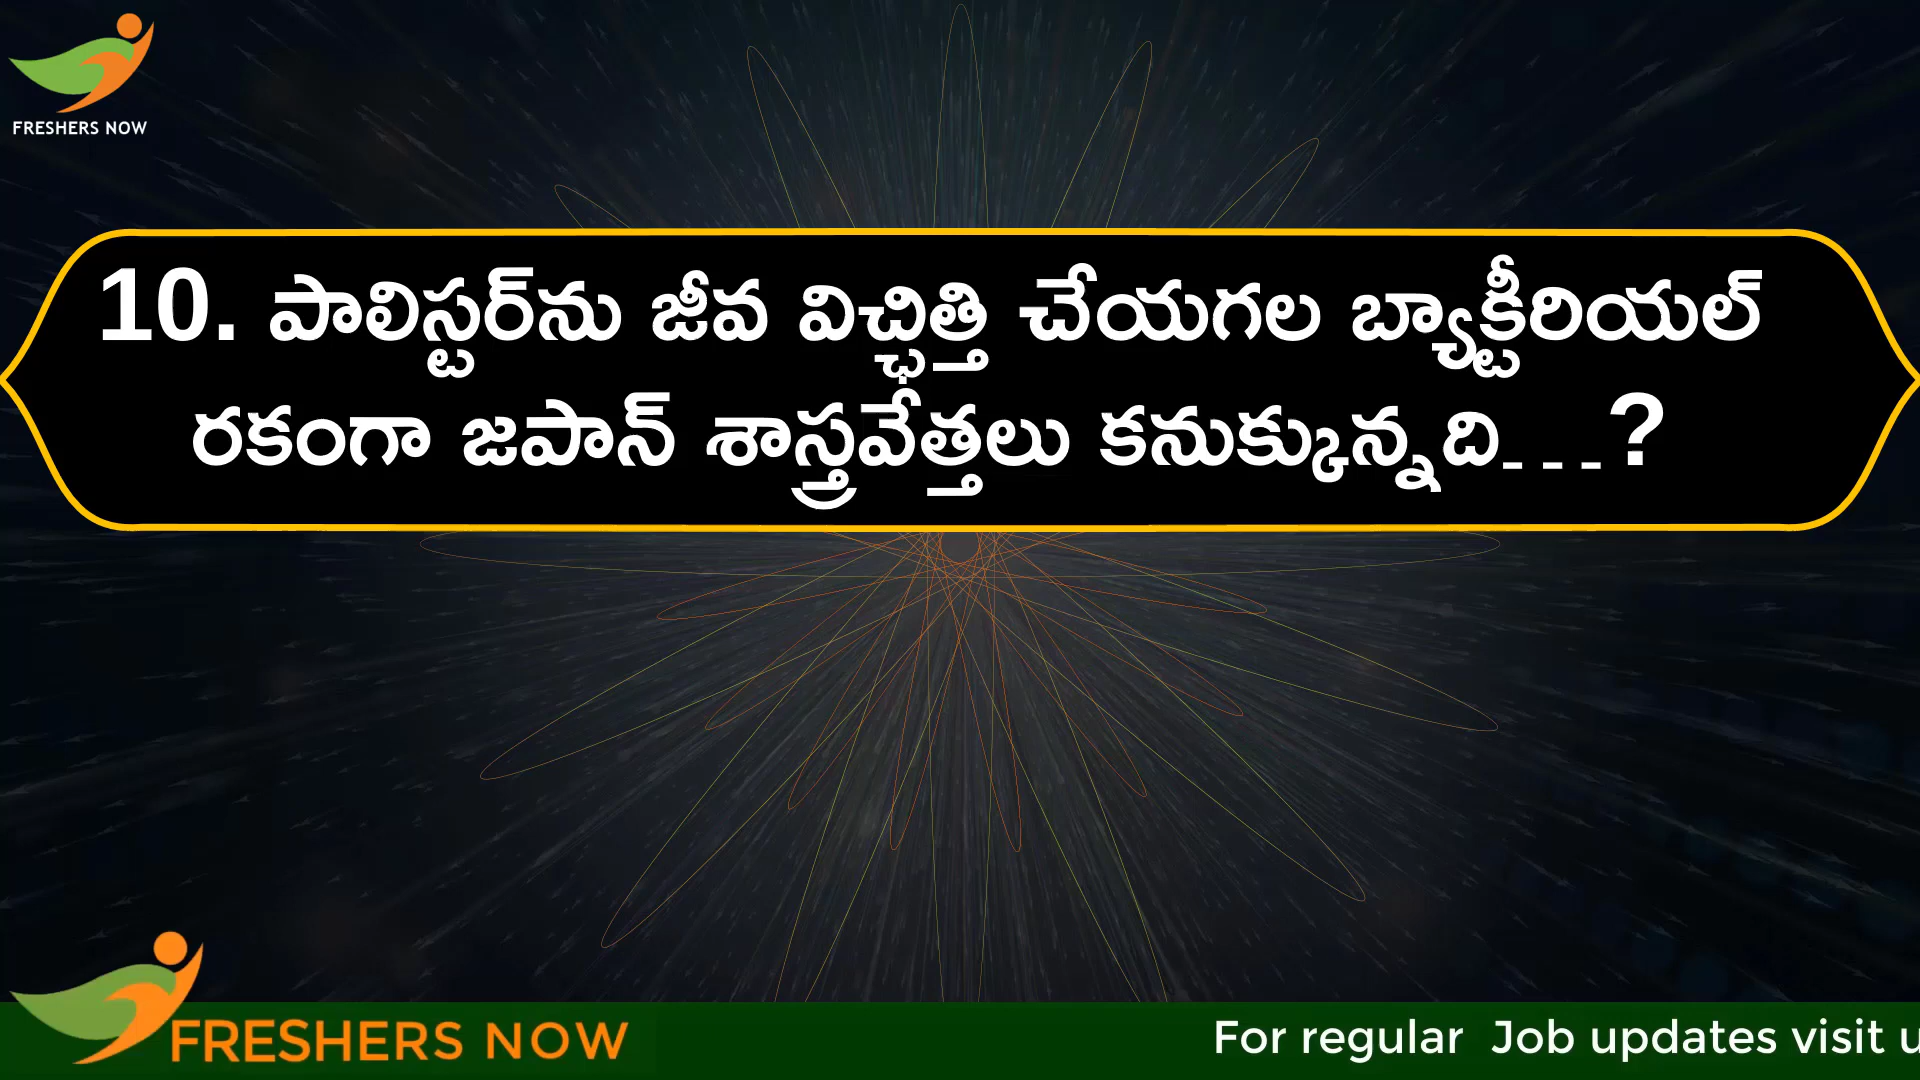 FRESHERS NOW
10. పాలిస్టర్‌ను జీవ విచ్ఛిత్తి చేయగల బ్యాక్టీరియల్
రకంగా జపాన్ శాస్త్రవేత్తలు కనుక్కున్నది_ _ _?
FRESHERS NOW
For regular Job updates visit u